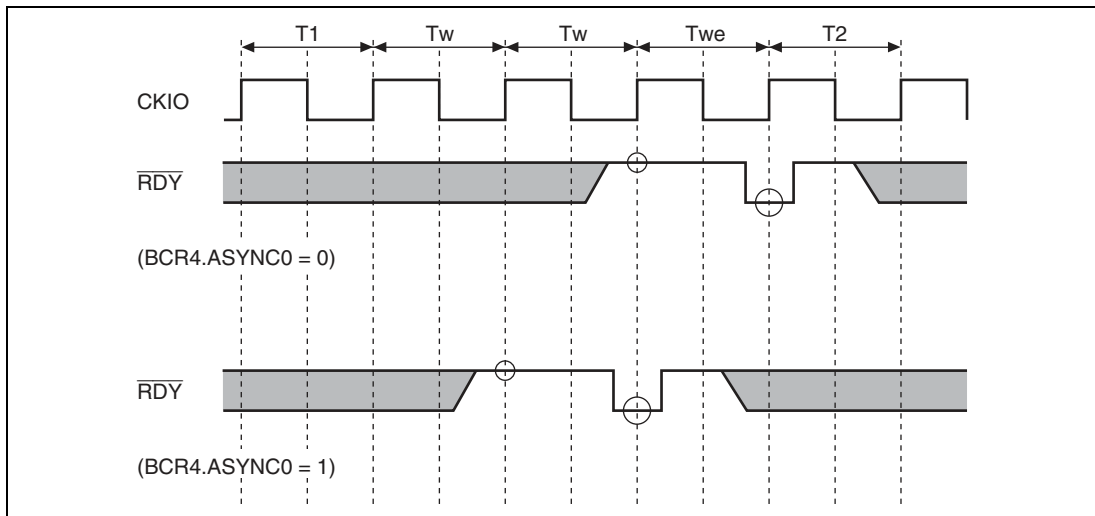 T1 Tw Tw Twe T2
CKIO
RDY
(BCR4.ASYNC0 = 0)
RDY
(BCR4.ASYNC0 = 1)